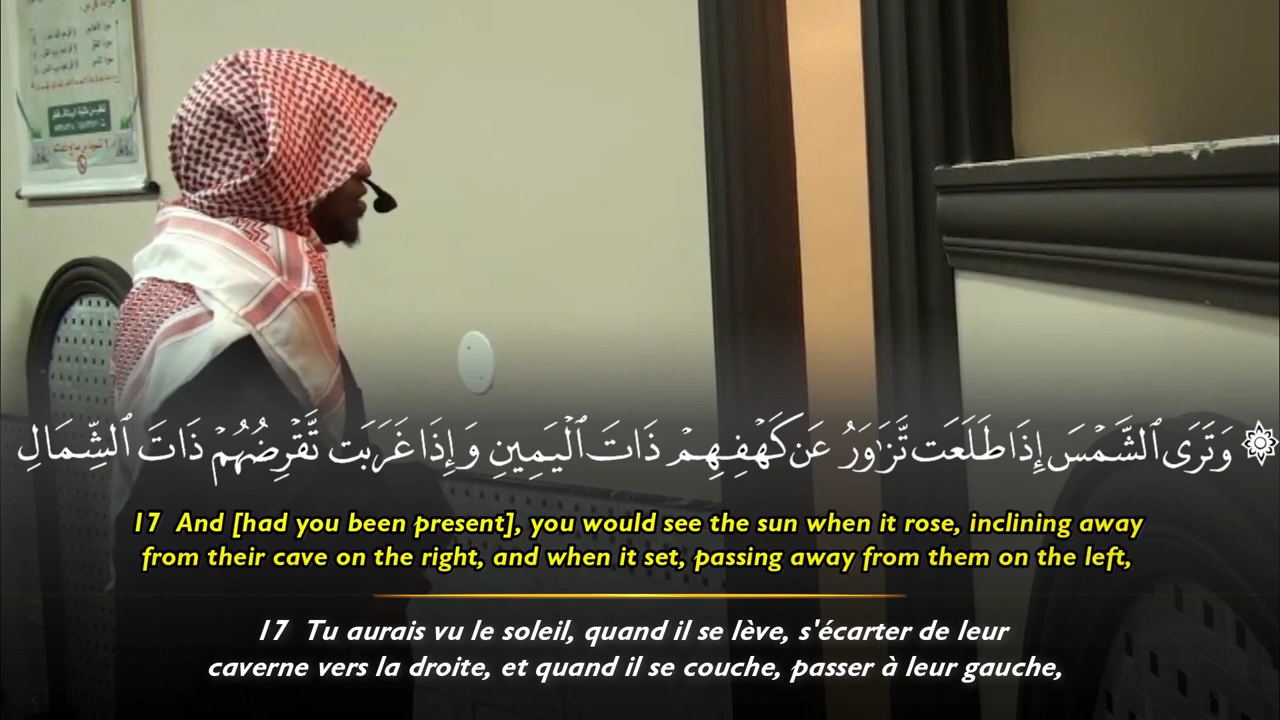 ۞ وَتَرَى ٱلشَّمْسَ إِذَا طَلَعَت تَّزَٰوَرُ عَن كَهْفِهِمْ ذَاتَ ٱلْيَمِينِ وَإِذَا غَرَبَت تَّقْرِضُهُمْ ذَاتَ ٱلشِّمَالِ
17 And [had you been present], you would see the sun when it rose, inclining away
from their cave on the right, and when it set, passing away from them on the left,
17 Tu aurais vu le soleil, quand il se lève, s'écarter de leur
caverne vers la droite, et quand il se couche, passer à leur gauche,